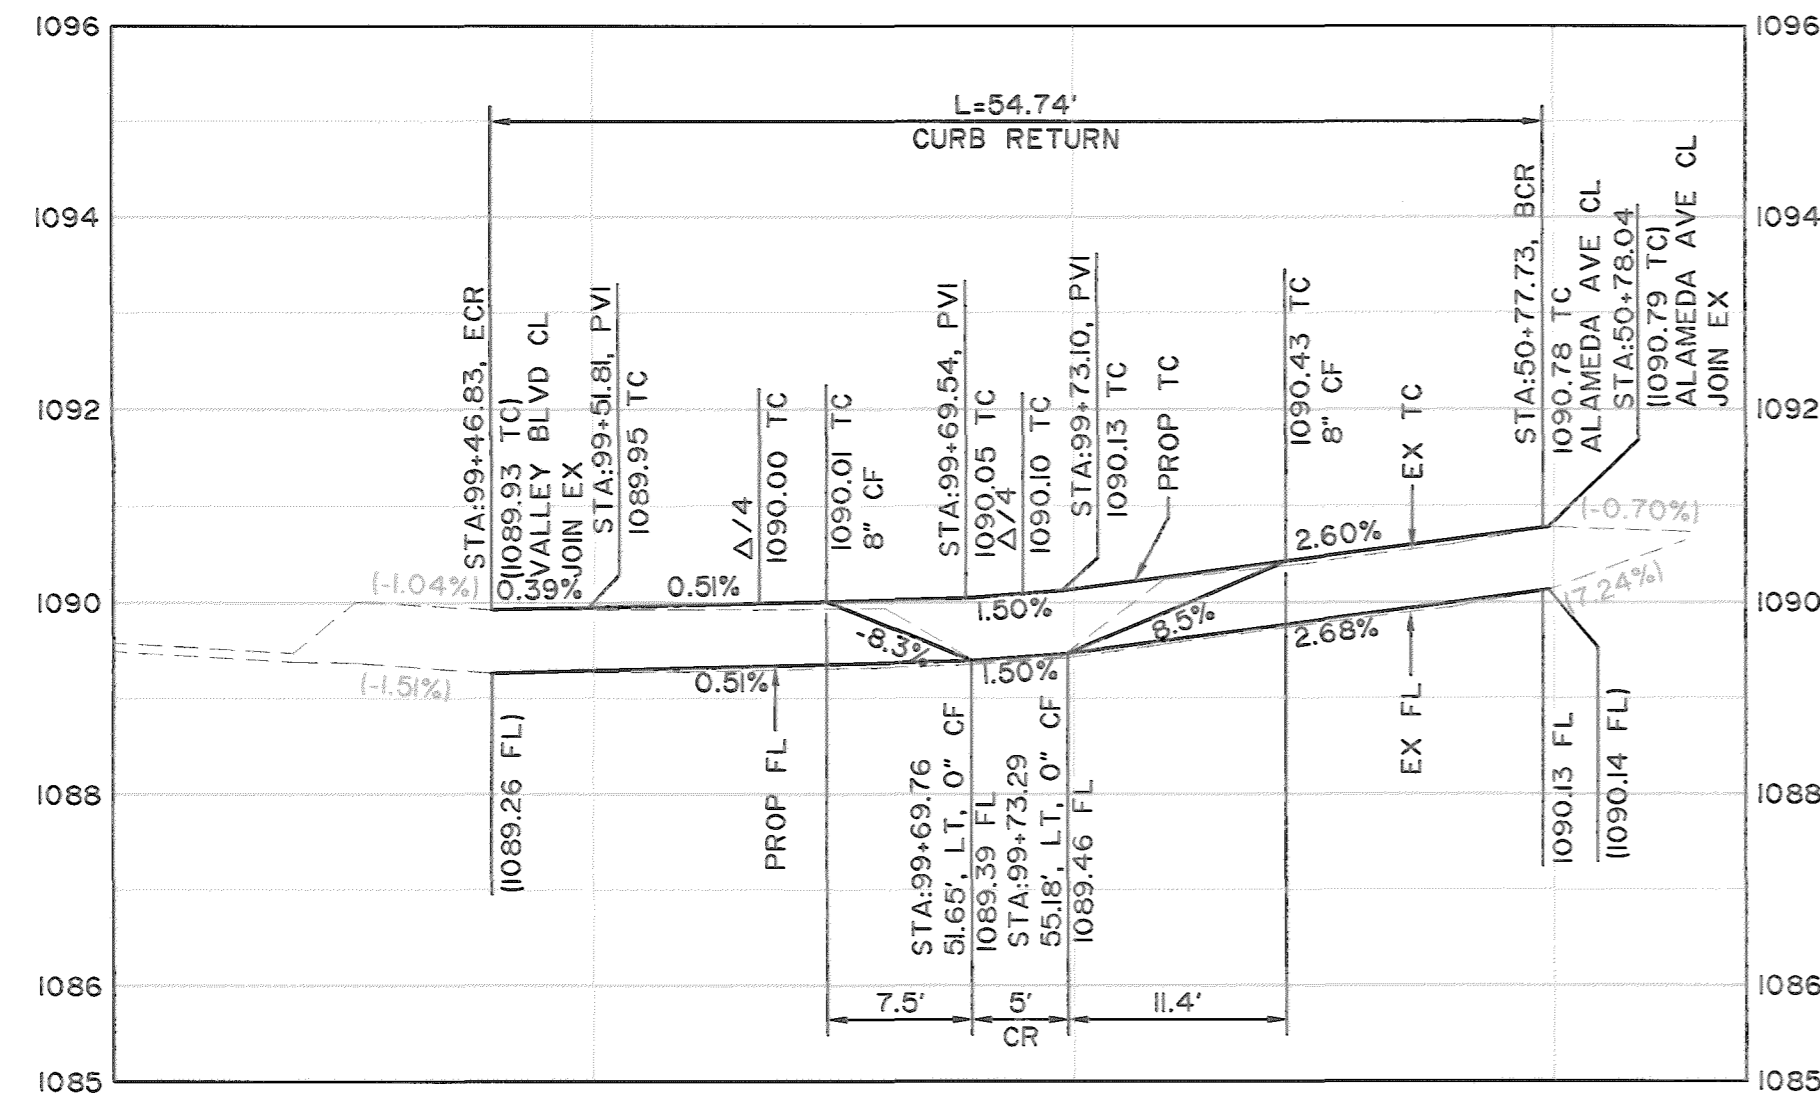 1096
1096
L=54.74'
CURB RETURN
1094
1094
STA:99+46.83, ECR
(1089.93 TC)
VALLEY BLVD CL
JOIN EX
STA:99+51.81, PVI
1089.95 TC
Δ/4
1090.00 TC
1090.01 TC
8" CF
STA:99+69.54, PVI
1090.05 TC
Δ/4
1090.10 TC
STA:99+73.10, PVI
1090.13 TC
PROP TC
1090.43 TC
8" CF
EX TC
STA:50+77.73, BCR
1090.78 TC
ALAMEDA AVE CL
STA:50+78.04
(1090.79 TC)
ALAMEDA AVE CL
JOIN EX
1092
1092
(-1.04%)
0.39%
0.51%
1.50%
2.60%
(-0.70%)
1090
1090
-8.3%
8.5%
2.68%
(-1.51%)
0.51%
1.50%
(1089.26 FL)
PROP FL
STA:99+69.76
51.65', LT, 0" CF
1089.39 FL
STA:99+73.29
55.18', LT, 0" CF
1089.46 FL
EX FL
1090.13 FL
(1090.14 FL)
1088
1088
1086
1086
7.5'
5'
CR
11.4'
1085
1085